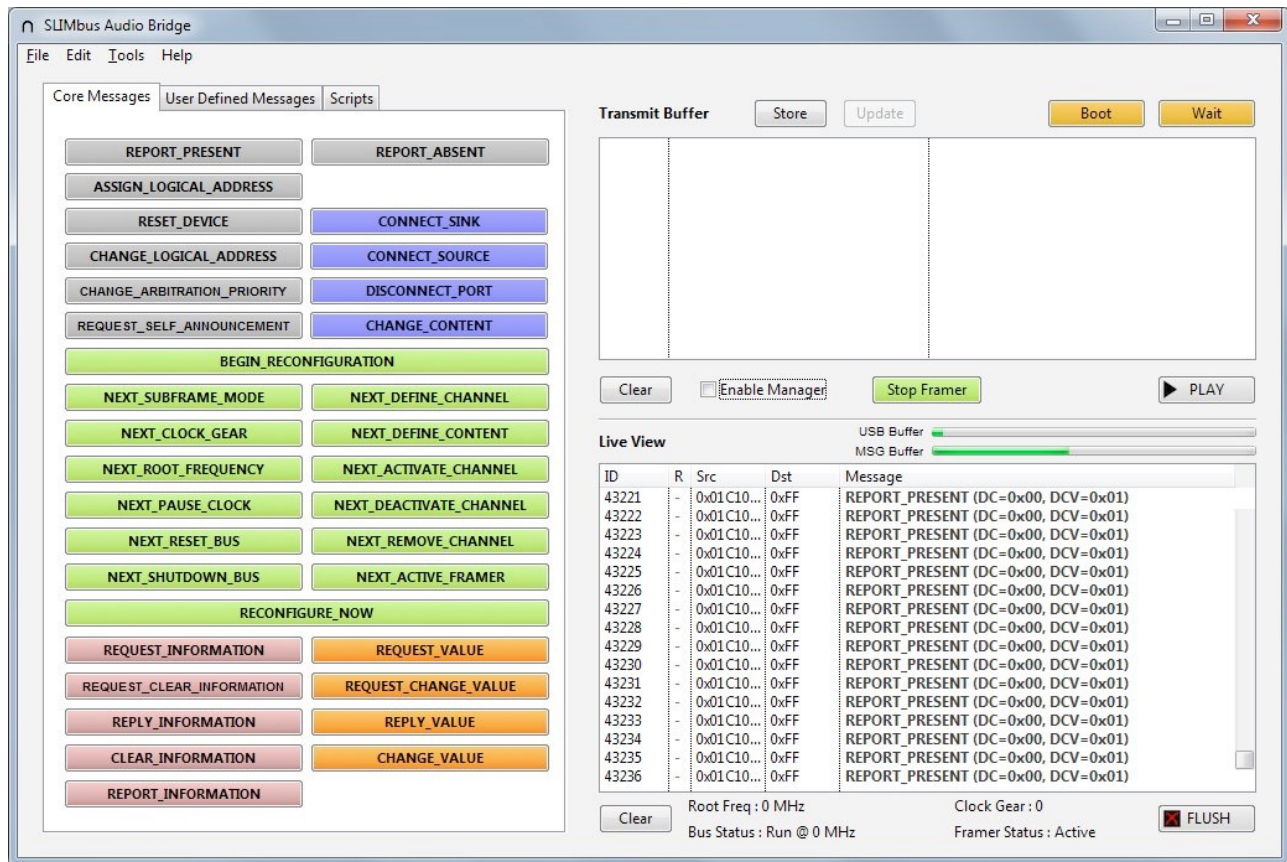 SLIMbus Audio Bridge
File Edit Tools Help
Core Messages User Defined Messages Scripts
REPORT_PRESENT REPORT_ABSENT
ASSIGN_LOGICAL_ADDRESS
RESET_DEVICE CONNECT_SINK
CHANGE_LOGICAL_ADDRESS CONNECT_SOURCE
CHANGE_ARBITRATION_PRIORITY DISCONNECT_PORT
REQUEST_SELF_ANNOUNCEMENT CHANGE_CONTENT
BEGIN_RECONFIGURATION
NEXT_SUBFRAME_MODE NEXT_DEFINE_CHANNEL
NEXT_CLOCK_GEAR NEXT_DEFINE_CONTENT
NEXT_ROOT_FREQUENCY NEXT_ACTIVATE_CHANNEL
NEXT_PAUSE_CLOCK NEXT_DEACTIVATE_CHANNEL
NEXT_RESET_BUS NEXT_REMOVE_CHANNEL
NEXT_SHUTDOWN_BUS NEXT_ACTIVE_FRAMER
RECONFIGURE_NOW
REQUEST_INFORMATION REQUEST_VALUE
REQUEST_CLEAR_INFORMATION REQUEST_CHANGE_VALUE
REPLY_INFORMATION REPLY_VALUE
CLEAR_INFORMATION CHANGE_VALUE
REPORT_INFORMATION
Transmit Buffer Store Update Boot Wait
Clear Enable Manager Stop Framer PLAY
Live View
USB Buffer
MSG Buffer
ID R Src Dst Message
43221 - 0x01C10... 0xFF REPORT_PRESENT (DC=0x00, DCV=0x01)
43222 - 0x01C10... 0xFF REPORT_PRESENT (DC=0x00, DCV=0x01)
43223 - 0x01C10... 0xFF REPORT_PRESENT (DC=0x00, DCV=0x01)
43224 - 0x01C10... 0xFF REPORT_PRESENT (DC=0x00, DCV=0x01)
43225 - 0x01C10... 0xFF REPORT_PRESENT (DC=0x00, DCV=0x01)
43226 - 0x01C10... 0xFF REPORT_PRESENT (DC=0x00, DCV=0x01)
43227 - 0x01C10... 0xFF REPORT_PRESENT (DC=0x00, DCV=0x01)
43228 - 0x01C10... 0xFF REPORT_PRESENT (DC=0x00, DCV=0x01)
43229 - 0x01C10... 0xFF REPORT_PRESENT (DC=0x00, DCV=0x01)
43230 - 0x01C10... 0xFF REPORT_PRESENT (DC=0x00, DCV=0x01)
43231 - 0x01C10... 0xFF REPORT_PRESENT (DC=0x00, DCV=0x01)
43232 - 0x01C10... 0xFF REPORT_PRESENT (DC=0x00, DCV=0x01)
43233 - 0x01C10... 0xFF REPORT_PRESENT (DC=0x00, DCV=0x01)
43234 - 0x01C10... 0xFF REPORT_PRESENT (DC=0x00, DCV=0x01)
43235 - 0x01C10... 0xFF REPORT_PRESENT (DC=0x00, DCV=0x01)
43236 - 0x01C10... 0xFF REPORT_PRESENT (DC=0x00, DCV=0x01)
Clear Root Freq : 0 MHz Clock Gear : 0 FLUSH
Bus Status : Run @ 0 MHz Framer Status : Active